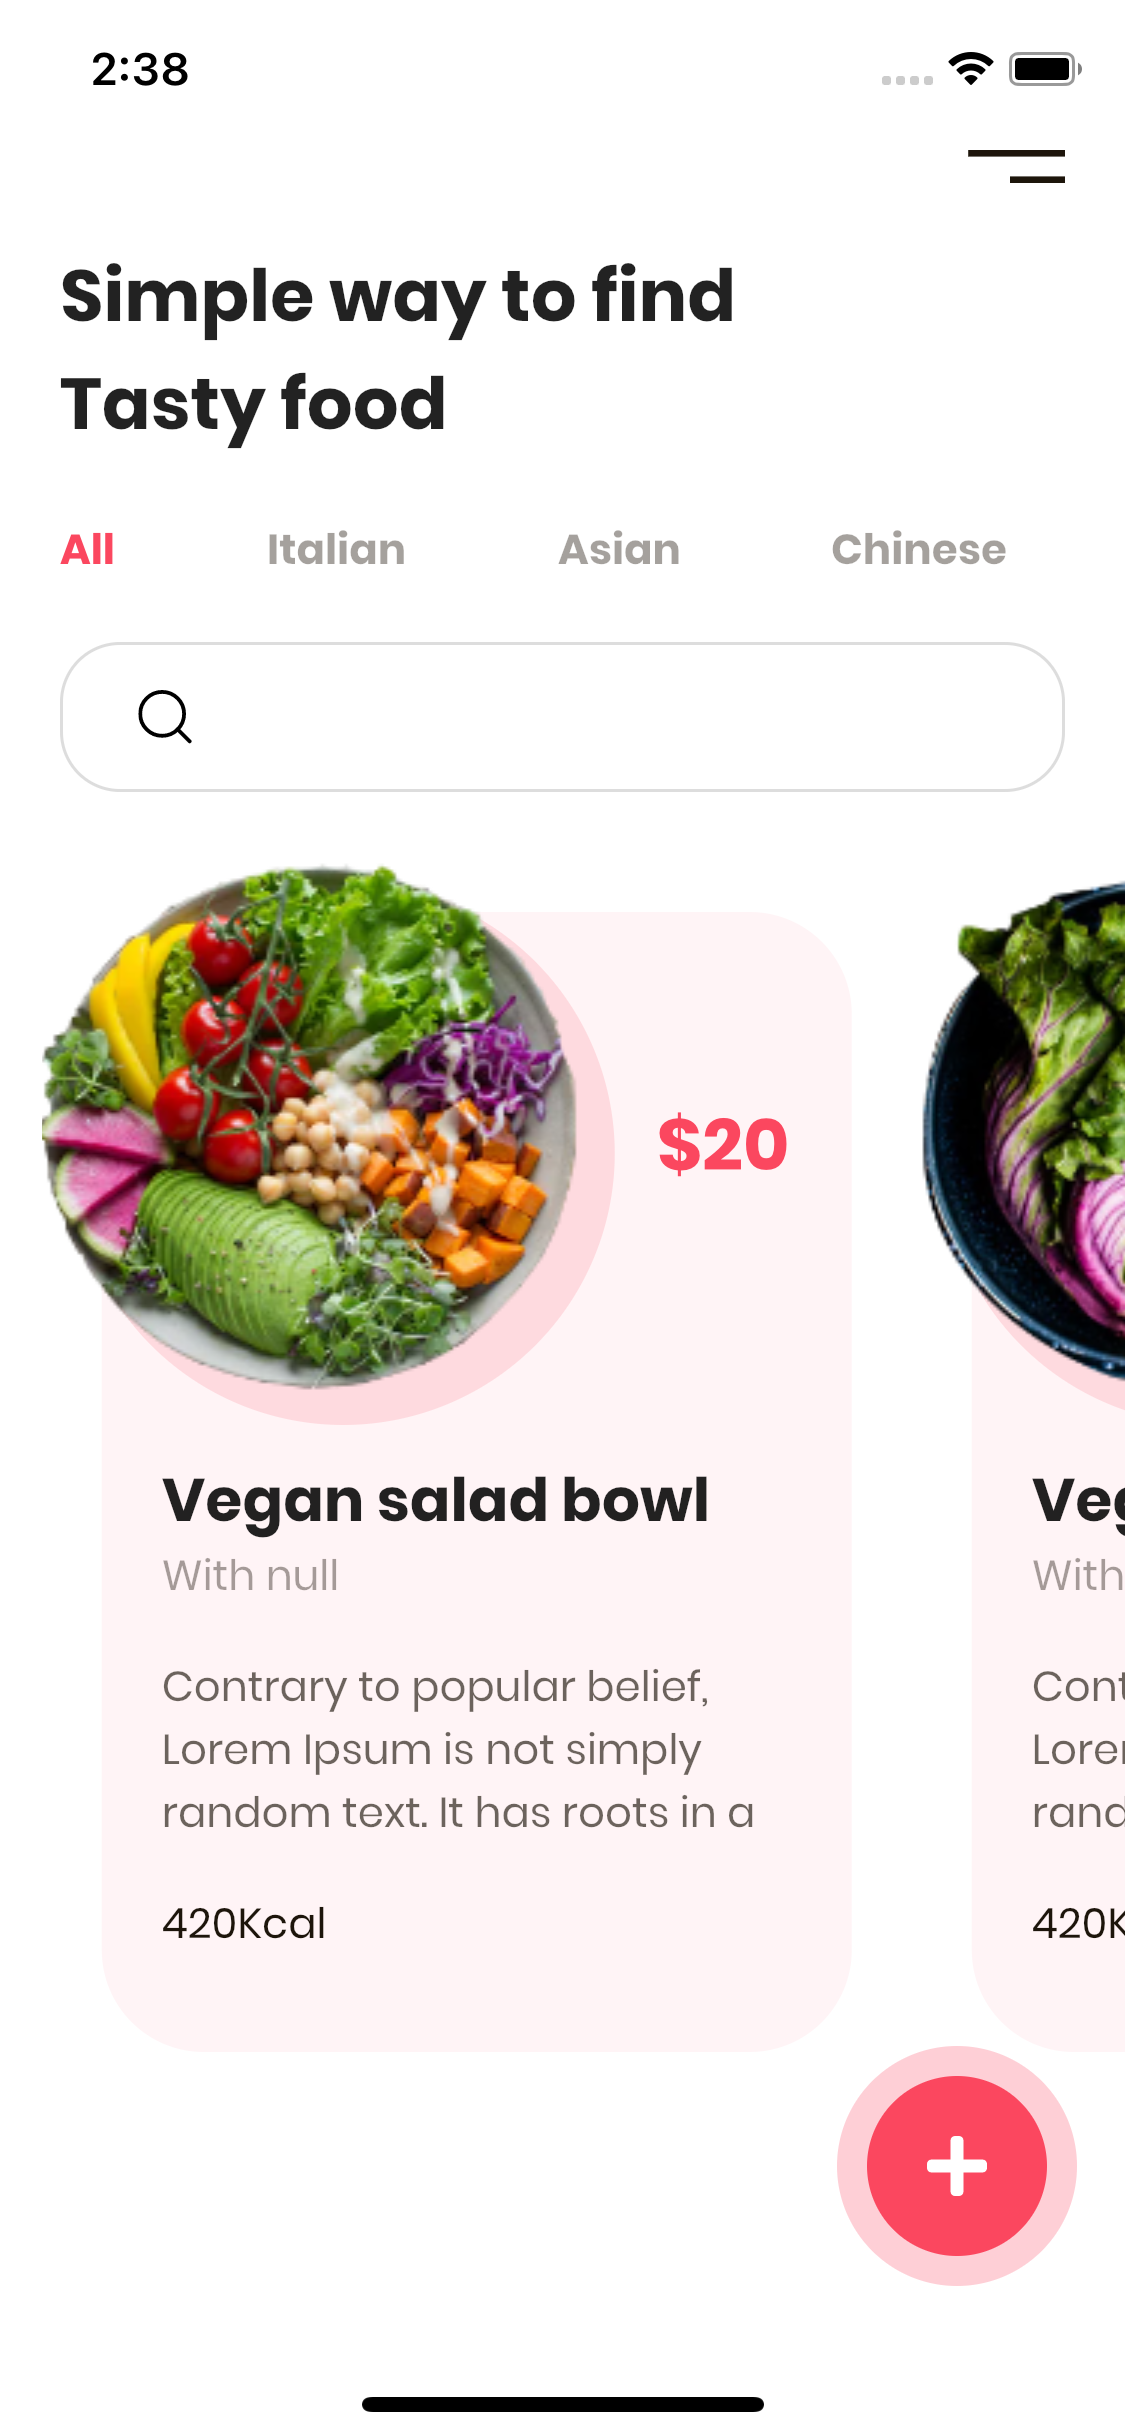 2:38
Simple way to find
Tasty food
All Italian Asian Chinese
$20
Vegan salad bowl
With null
Contrary to popular belief,
Lorem Ipsum is not simply
random text. It has roots in a
420Kcal
Veg
With
Cont
Lorer
rand
420K